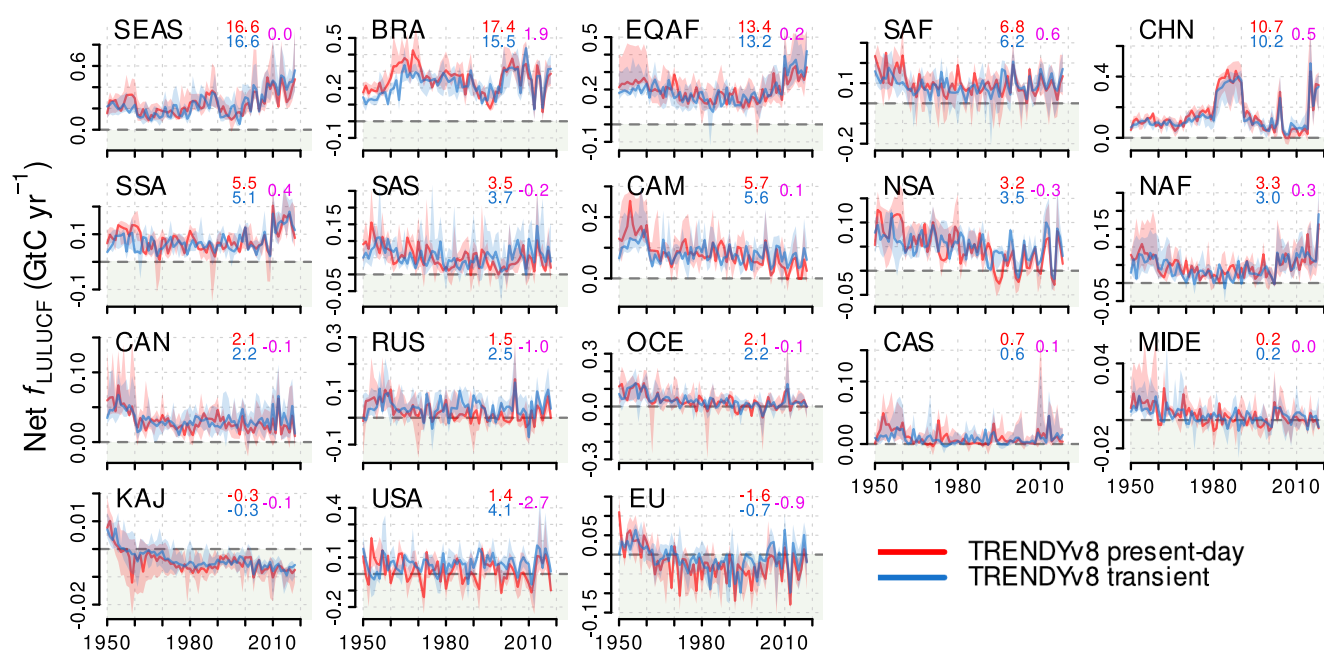 Net fLULUCF (GtC yr−1)
SEAS 16.6 0.0
16.6
0.6
0.0
BRA 17.4 1.9
15.5
0.5
0.2
-0.1
EQAF 13.4 0.2
13.2
0.5
0.2
-0.1
SAF 6.8 0.6
6.2
0.1
-0.2
CHN 10.7 0.5
10.2
0.4
0.0
SSA 5.5 0.4
5.1
0.1
-0.1
SAS 3.5 -0.2
3.7
0.15
0.05
-0.05
CAM 5.7 0.1
5.6
0.2
0.0
NSA 3.2 -0.3
3.5
0.10
-0.05
NAF 3.3 0.3
3.0
0.15
0.05
-0.05
CAN 2.1 -0.1
2.2
0.10
0.00
RUS 1.5 -1.0
2.5
0.3
0.1
-0.1
OCE 2.1 -0.1
2.2
0.3
0.0
-0.3
CAS 0.7 0.1
0.6
0.10
0.00
1950 1980 2010
MIDE 0.2 0.0
0.2
0.04
-0.02
1950 1980 2010
KAJ -0.3 -0.1
-0.3
0.01
-0.02
1950 1980 2010
USA 1.4 -2.7
4.1
0.4
0.1
-0.2
1950 1980 2010
EU -1.6 -0.9
-0.7
0.05
-0.15
1950 1980 2010
TRENDYv8 present-day
TRENDYv8 transient